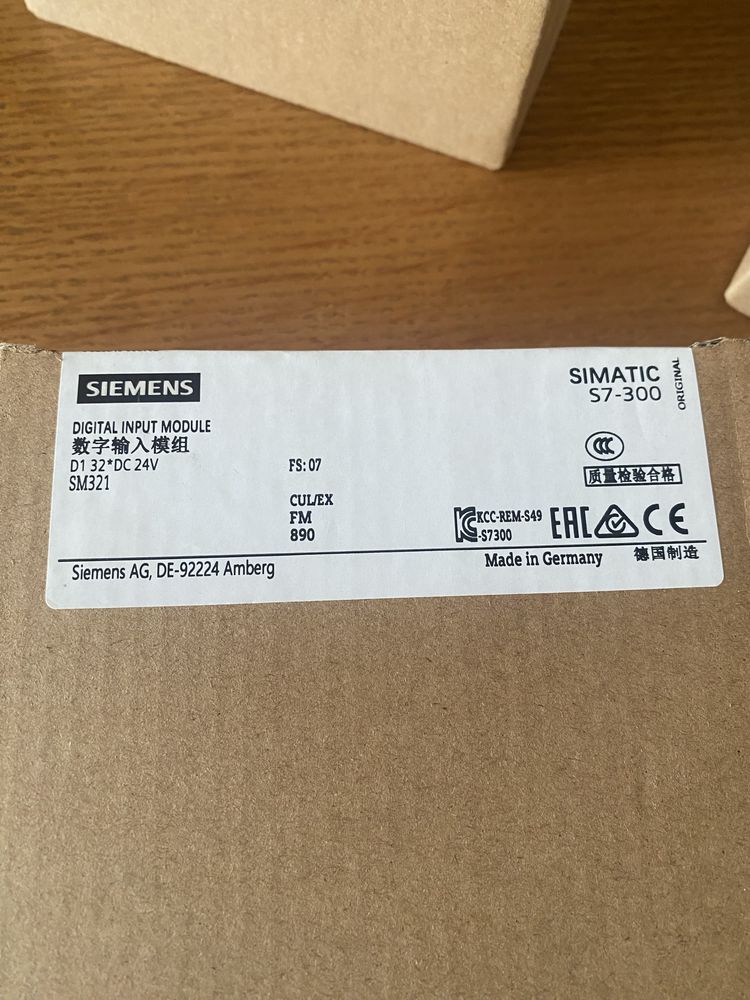 SIEMENS
SIMATIC
S7-300
ORIGINAL
DIGITAL INPUT MODULE
数字输入模组
D1 32*DC 24V
SM321
FS: 07
CUL/EX
FM
890
CCC
质量检验合格
KCC-REM-S49
-S7300
EAC
CE
Siemens AG, DE-92224 Amberg
Made in Germany
德国制造